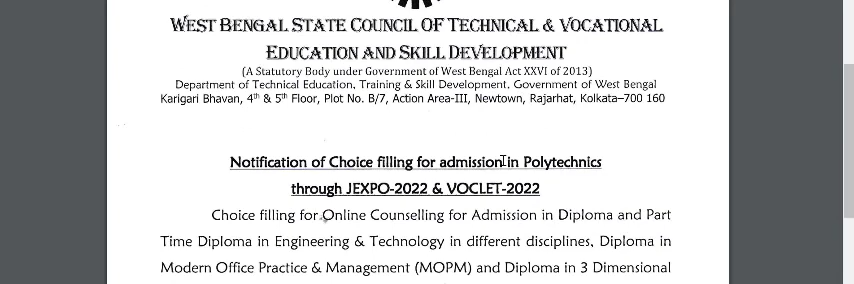 WEST BENGAL STATE COUNCIL OF TECHNICAL & VOCATIONAL
EDUCATION AND SKILL DEVELOPMENT
(A Statutory Body under Government of West Bengal Act XXVI of 2013)
Department of Technical Education, Training & Skill Development, Government of West Bengal
Karigari Bhavan, 4th & 5th Floor, Plot No. B/7, Action Area-III, Newtown, Rajarhat, Kolkata–700 160
Notification of Choice filling for admission in Polytechnics
through JEXPO-2022 & VOCLET-2022
Choice filling for Online Counselling for Admission in Diploma and Part
Time Diploma in Engineering & Technology in different disciplines, Diploma in
Modern Office Practice & Management (MOPM) and Diploma in 3 Dimensional